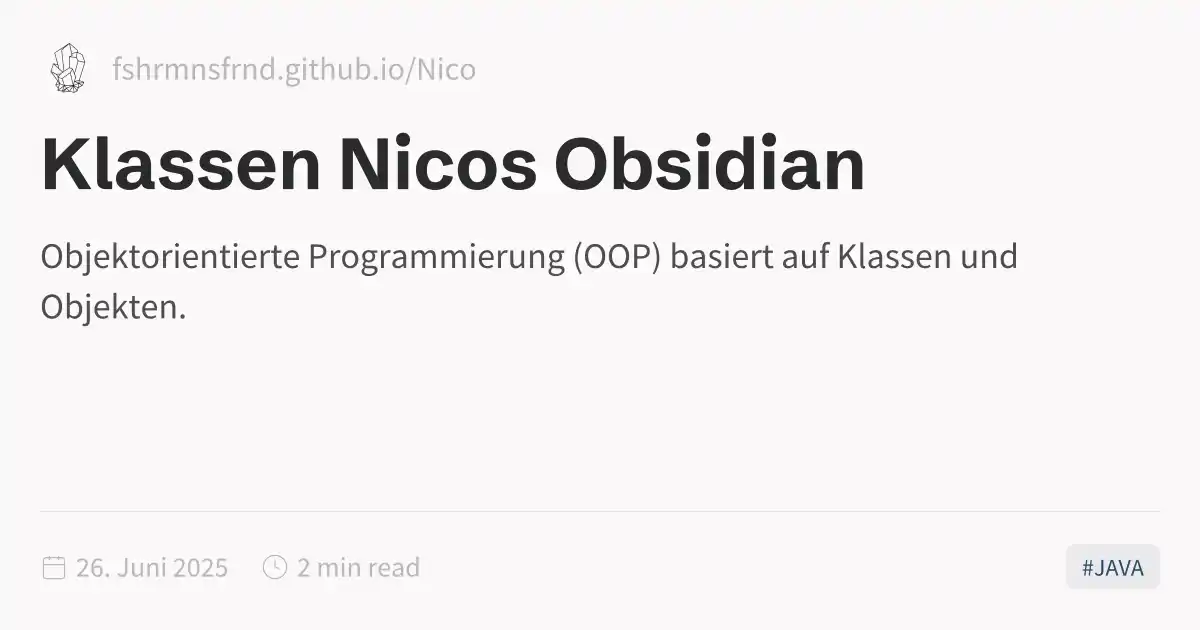 fshrmnsfrnd.github.io/Nico
Klassen Nicos Obsidian
Objektorientierte Programmierung (OOP) basiert auf Klassen und
Objekten.
26. Juni 2025
2 min read
#JAVA